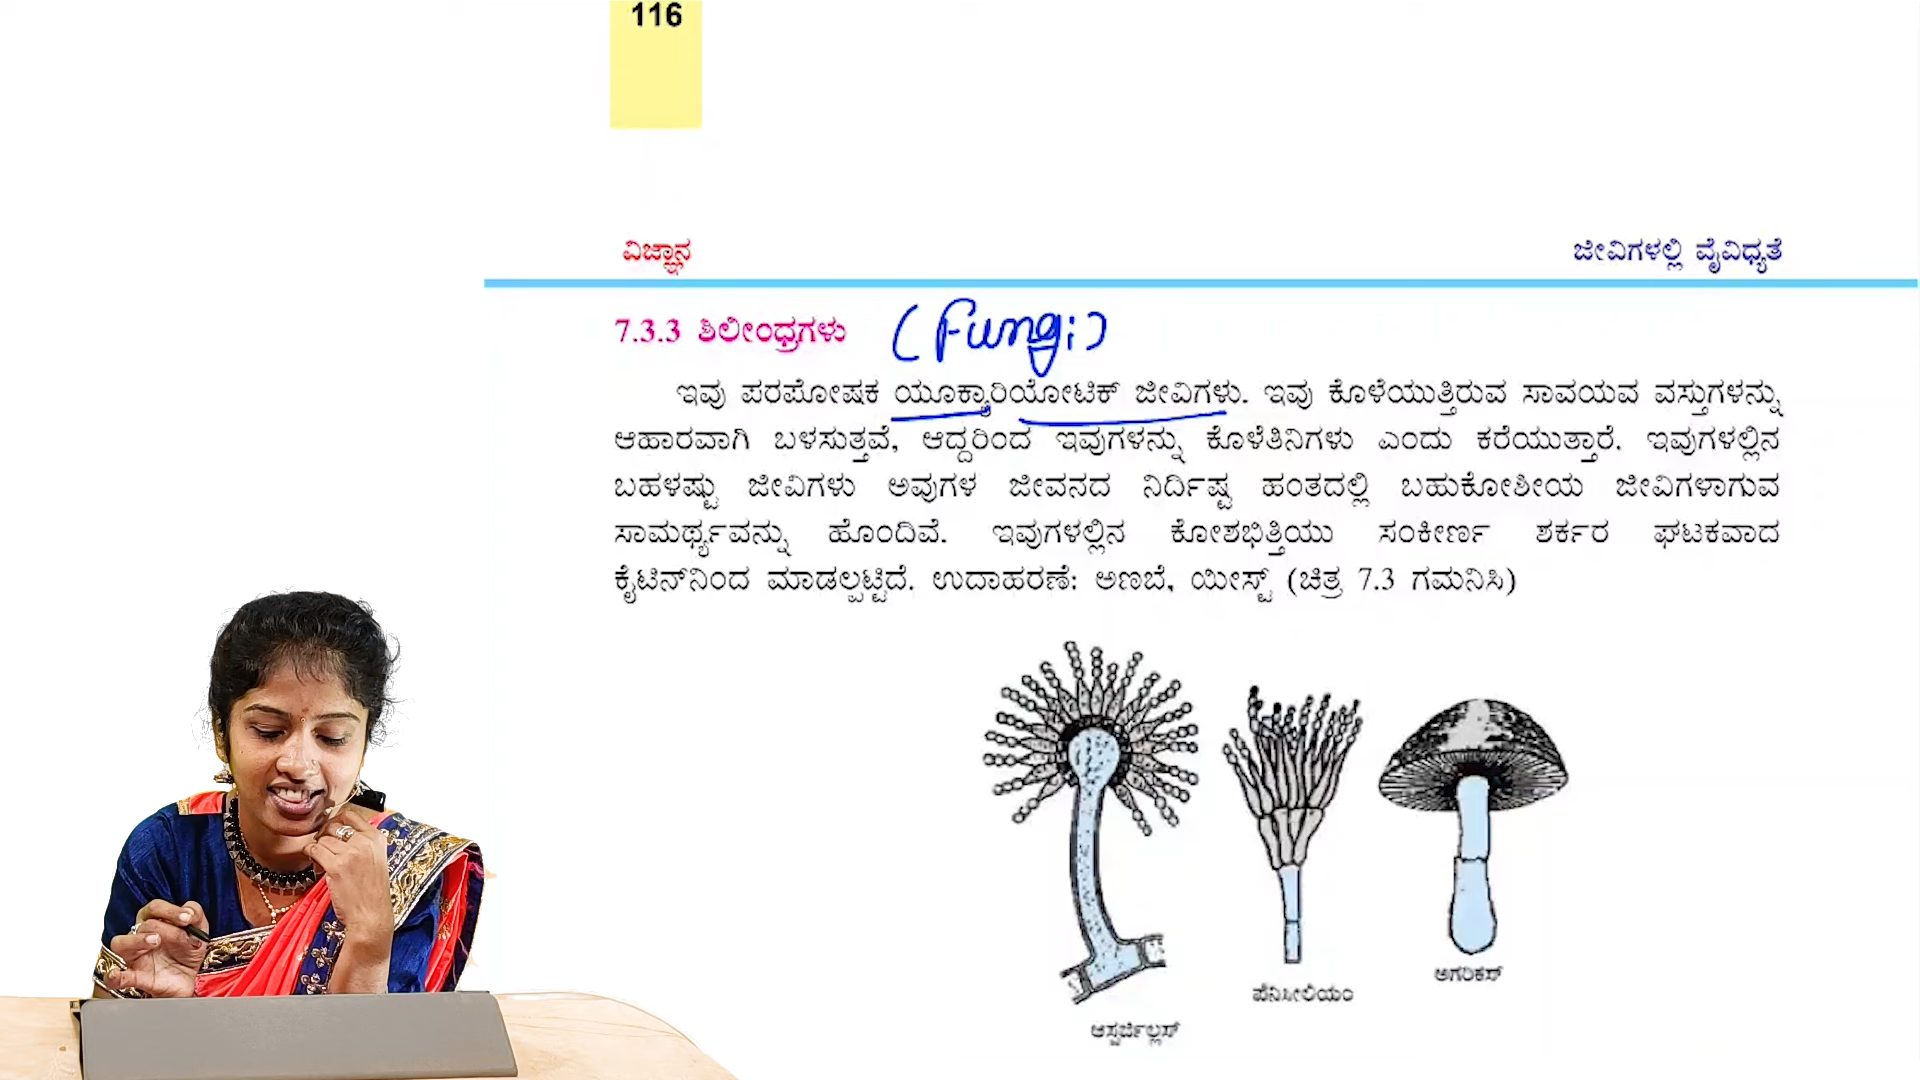 116
ವಿಜ್ಞಾನ
ಜೀವಿಗಳಲ್ಲಿ ವೈವಿಧ್ಯತೆ
7.3.3 ಶಿಲೀಂಧ್ರಗಳು (Fungi)
ಇವು ಪರಪೋಷಕ ಯೂಕ್ಯಾರಿಯೋಟಿಕ್ ಜೀವಿಗಳು. ಇವು ಕೊಳೆಯುತ್ತಿರುವ ಸಾವಯವ ವಸ್ತುಗಳನ್ನು
ಆಹಾರವಾಗಿ ಬಳಸುತ್ತವೆ, ಆದ್ದರಿಂದ ಇವುಗಳನ್ನು ಕೊಳೆತಿನಿಗಳು ಎಂದು ಕರೆಯುತ್ತಾರೆ. ಇವುಗಳಲ್ಲಿನ
ಬಹಳಷ್ಟು ಜೀವಿಗಳು ಅವುಗಳ ಜೀವನದ ನಿರ್ದಿಷ್ಟ ಹಂತದಲ್ಲಿ ಬಹುಕೋಶೀಯ ಜೀವಿಗಳಾಗುವ
ಸಾಮರ್ಥ್ಯವನ್ನು ಹೊಂದಿವೆ. ಇವುಗಳಲ್ಲಿನ ಕೋಶಭಿತ್ತಿಯು ಸಂಕೀರ್ಣ ಶರ್ಕರ ಘಟಕವಾದ
ಕೈಟಿನ್‌ನಿಂದ ಮಾಡಲ್ಪಟ್ಟಿದೆ. ಉದಾಹರಣೆ: ಅಣಬೆ, ಯೀಸ್ಟ್ (ಚಿತ್ರ 7.3 ಗಮನಿಸಿ)
ಅಗರಿಕಸ್
ಪೆನಿಸೀಲಿಯಂ
ಆಸ್ಪರ್ಜಿಲ್ಲಸ್